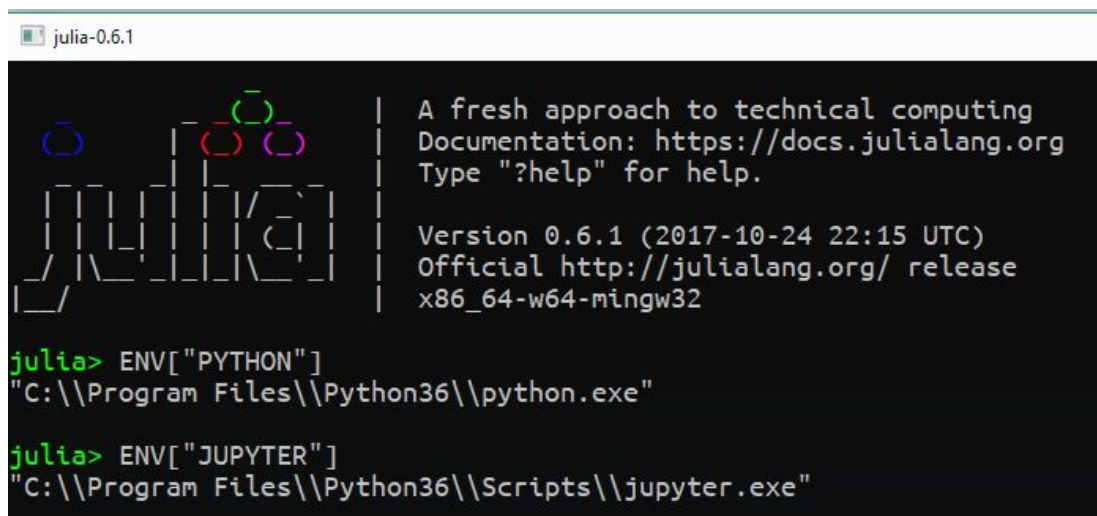 julia-0.6.1
A fresh approach to technical computing
Documentation: https://docs.julialang.org
Type "?help" for help.
julia
Version 0.6.1 (2017-10-24 22:15 UTC)
Official http://julialang.org/ release
x86_64-w64-mingw32
julia> ENV["PYTHON"]
"C:\\Program Files\\Python36\\python.exe"
julia> ENV["JUPYTER"]
"C:\\Program Files\\Python36\\Scripts\\jupyter.exe"